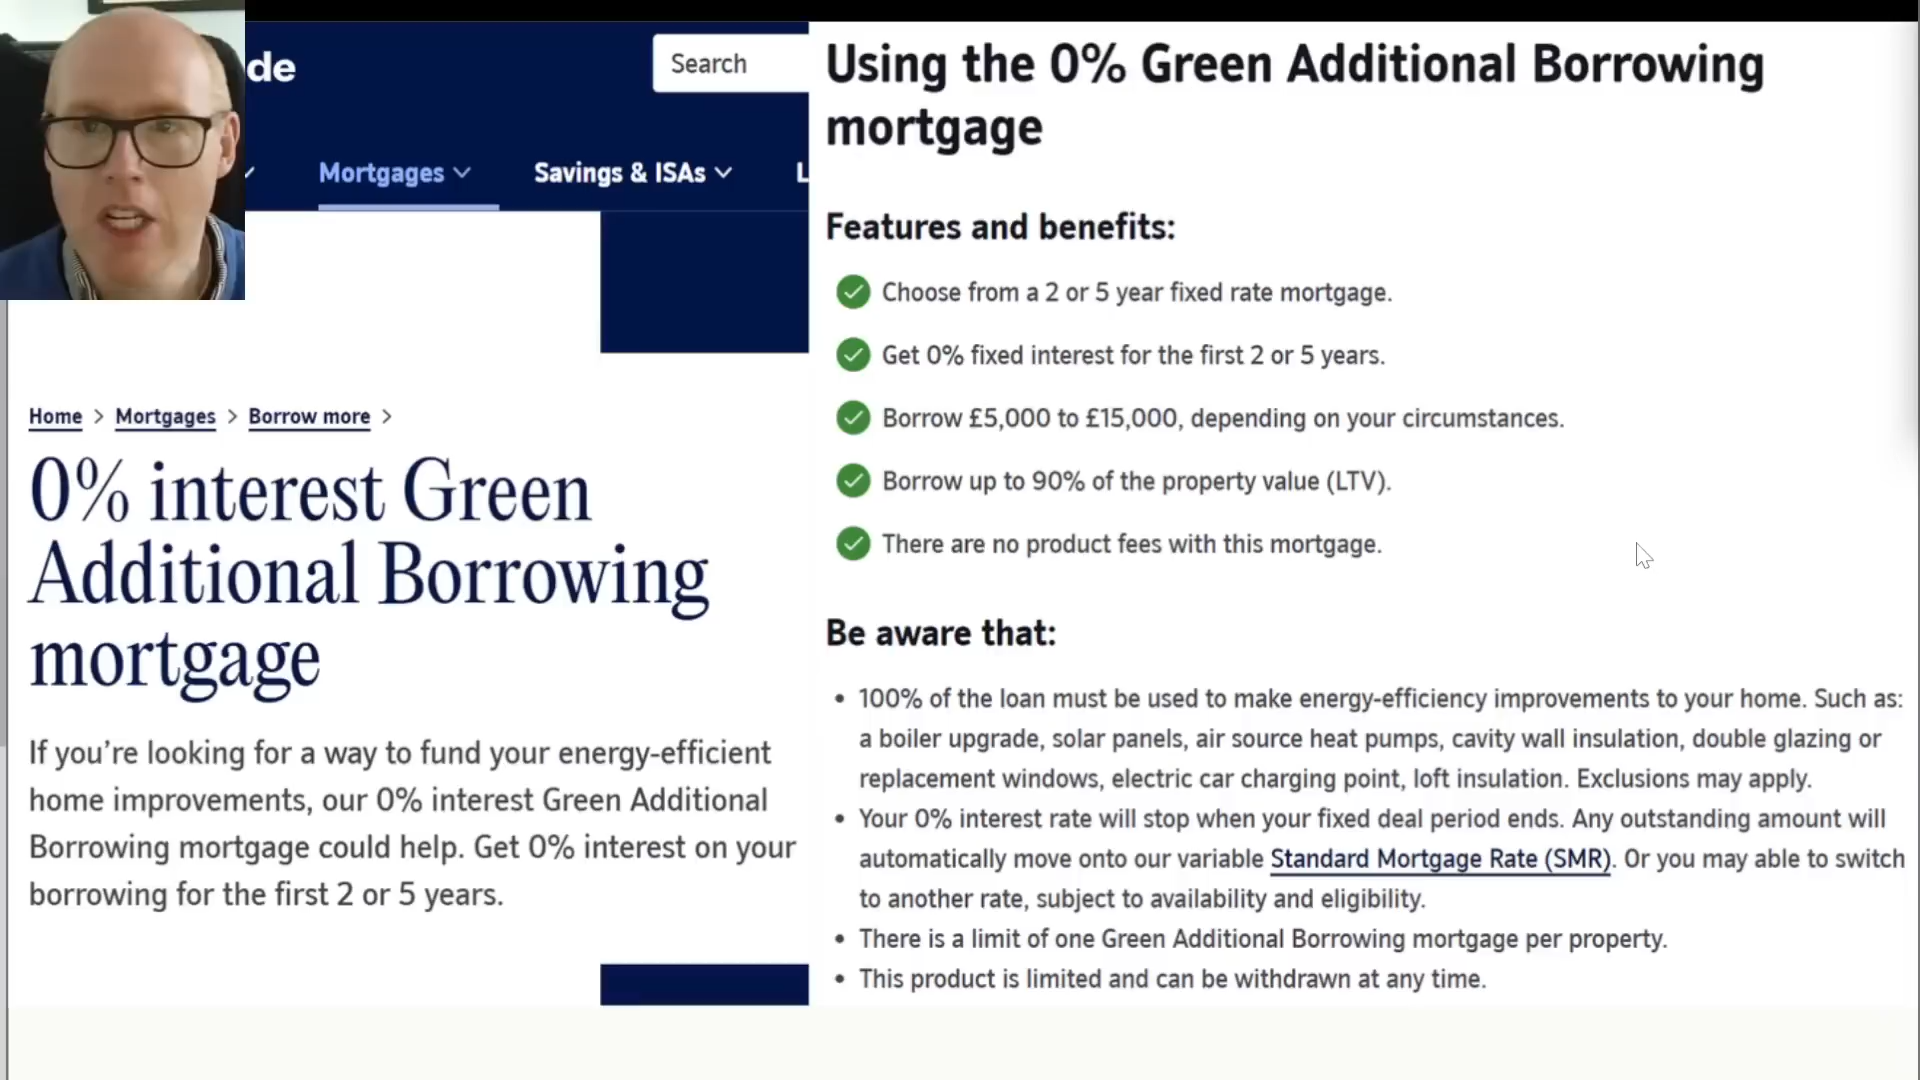 de
Search
Mortgages
Savings & ISAs
L
Home > Mortgages > Borrow more >
0% interest Green
Additional Borrowing
mortgage
If you're looking for a way to fund your energy-efficient
home improvements, our 0% interest Green Additional
Borrowing mortgage could help. Get 0% interest on your
borrowing for the first 2 or 5 years.
Using the 0% Green Additional Borrowing
mortgage
Features and benefits:
Choose from a 2 or 5 year fixed rate mortgage.
Get 0% fixed interest for the first 2 or 5 years.
Borrow £5,000 to £15,000, depending on your circumstances.
Borrow up to 90% of the property value (LTV).
There are no product fees with this mortgage.
Be aware that:
• 100% of the loan must be used to make energy-efficiency improvements to your home. Such as:
a boiler upgrade, solar panels, air source heat pumps, cavity wall insulation, double glazing or
replacement windows, electric car charging point, loft insulation. Exclusions may apply.
• Your 0% interest rate will stop when your fixed deal period ends. Any outstanding amount will
automatically move onto our variable Standard Mortgage Rate (SMR). Or you may able to switch
to another rate, subject to availability and eligibility.
• There is a limit of one Green Additional Borrowing mortgage per property.
• This product is limited and can be withdrawn at any time.